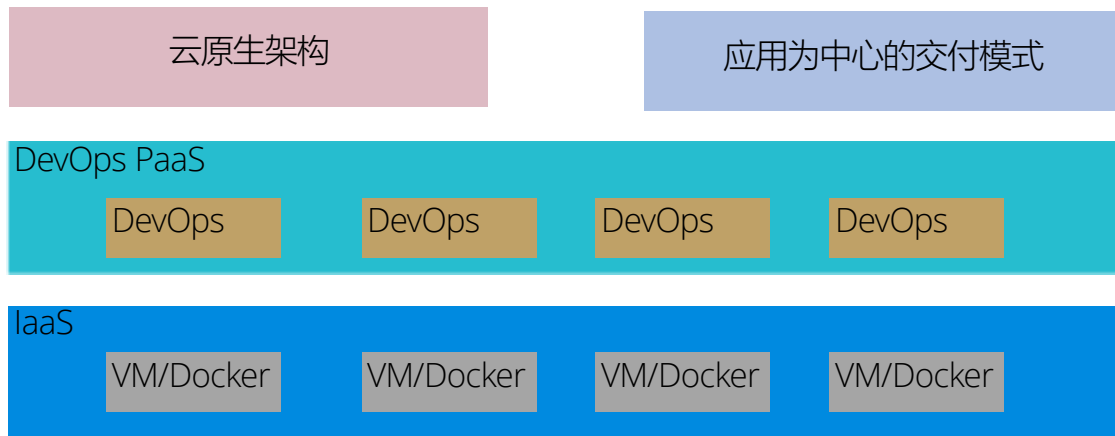 云原生架构
应用为中心的交付模式
DevOps PaaS
DevOps DevOps DevOps DevOps
IaaS
VM/Docker VM/Docker VM/Docker VM/Docker